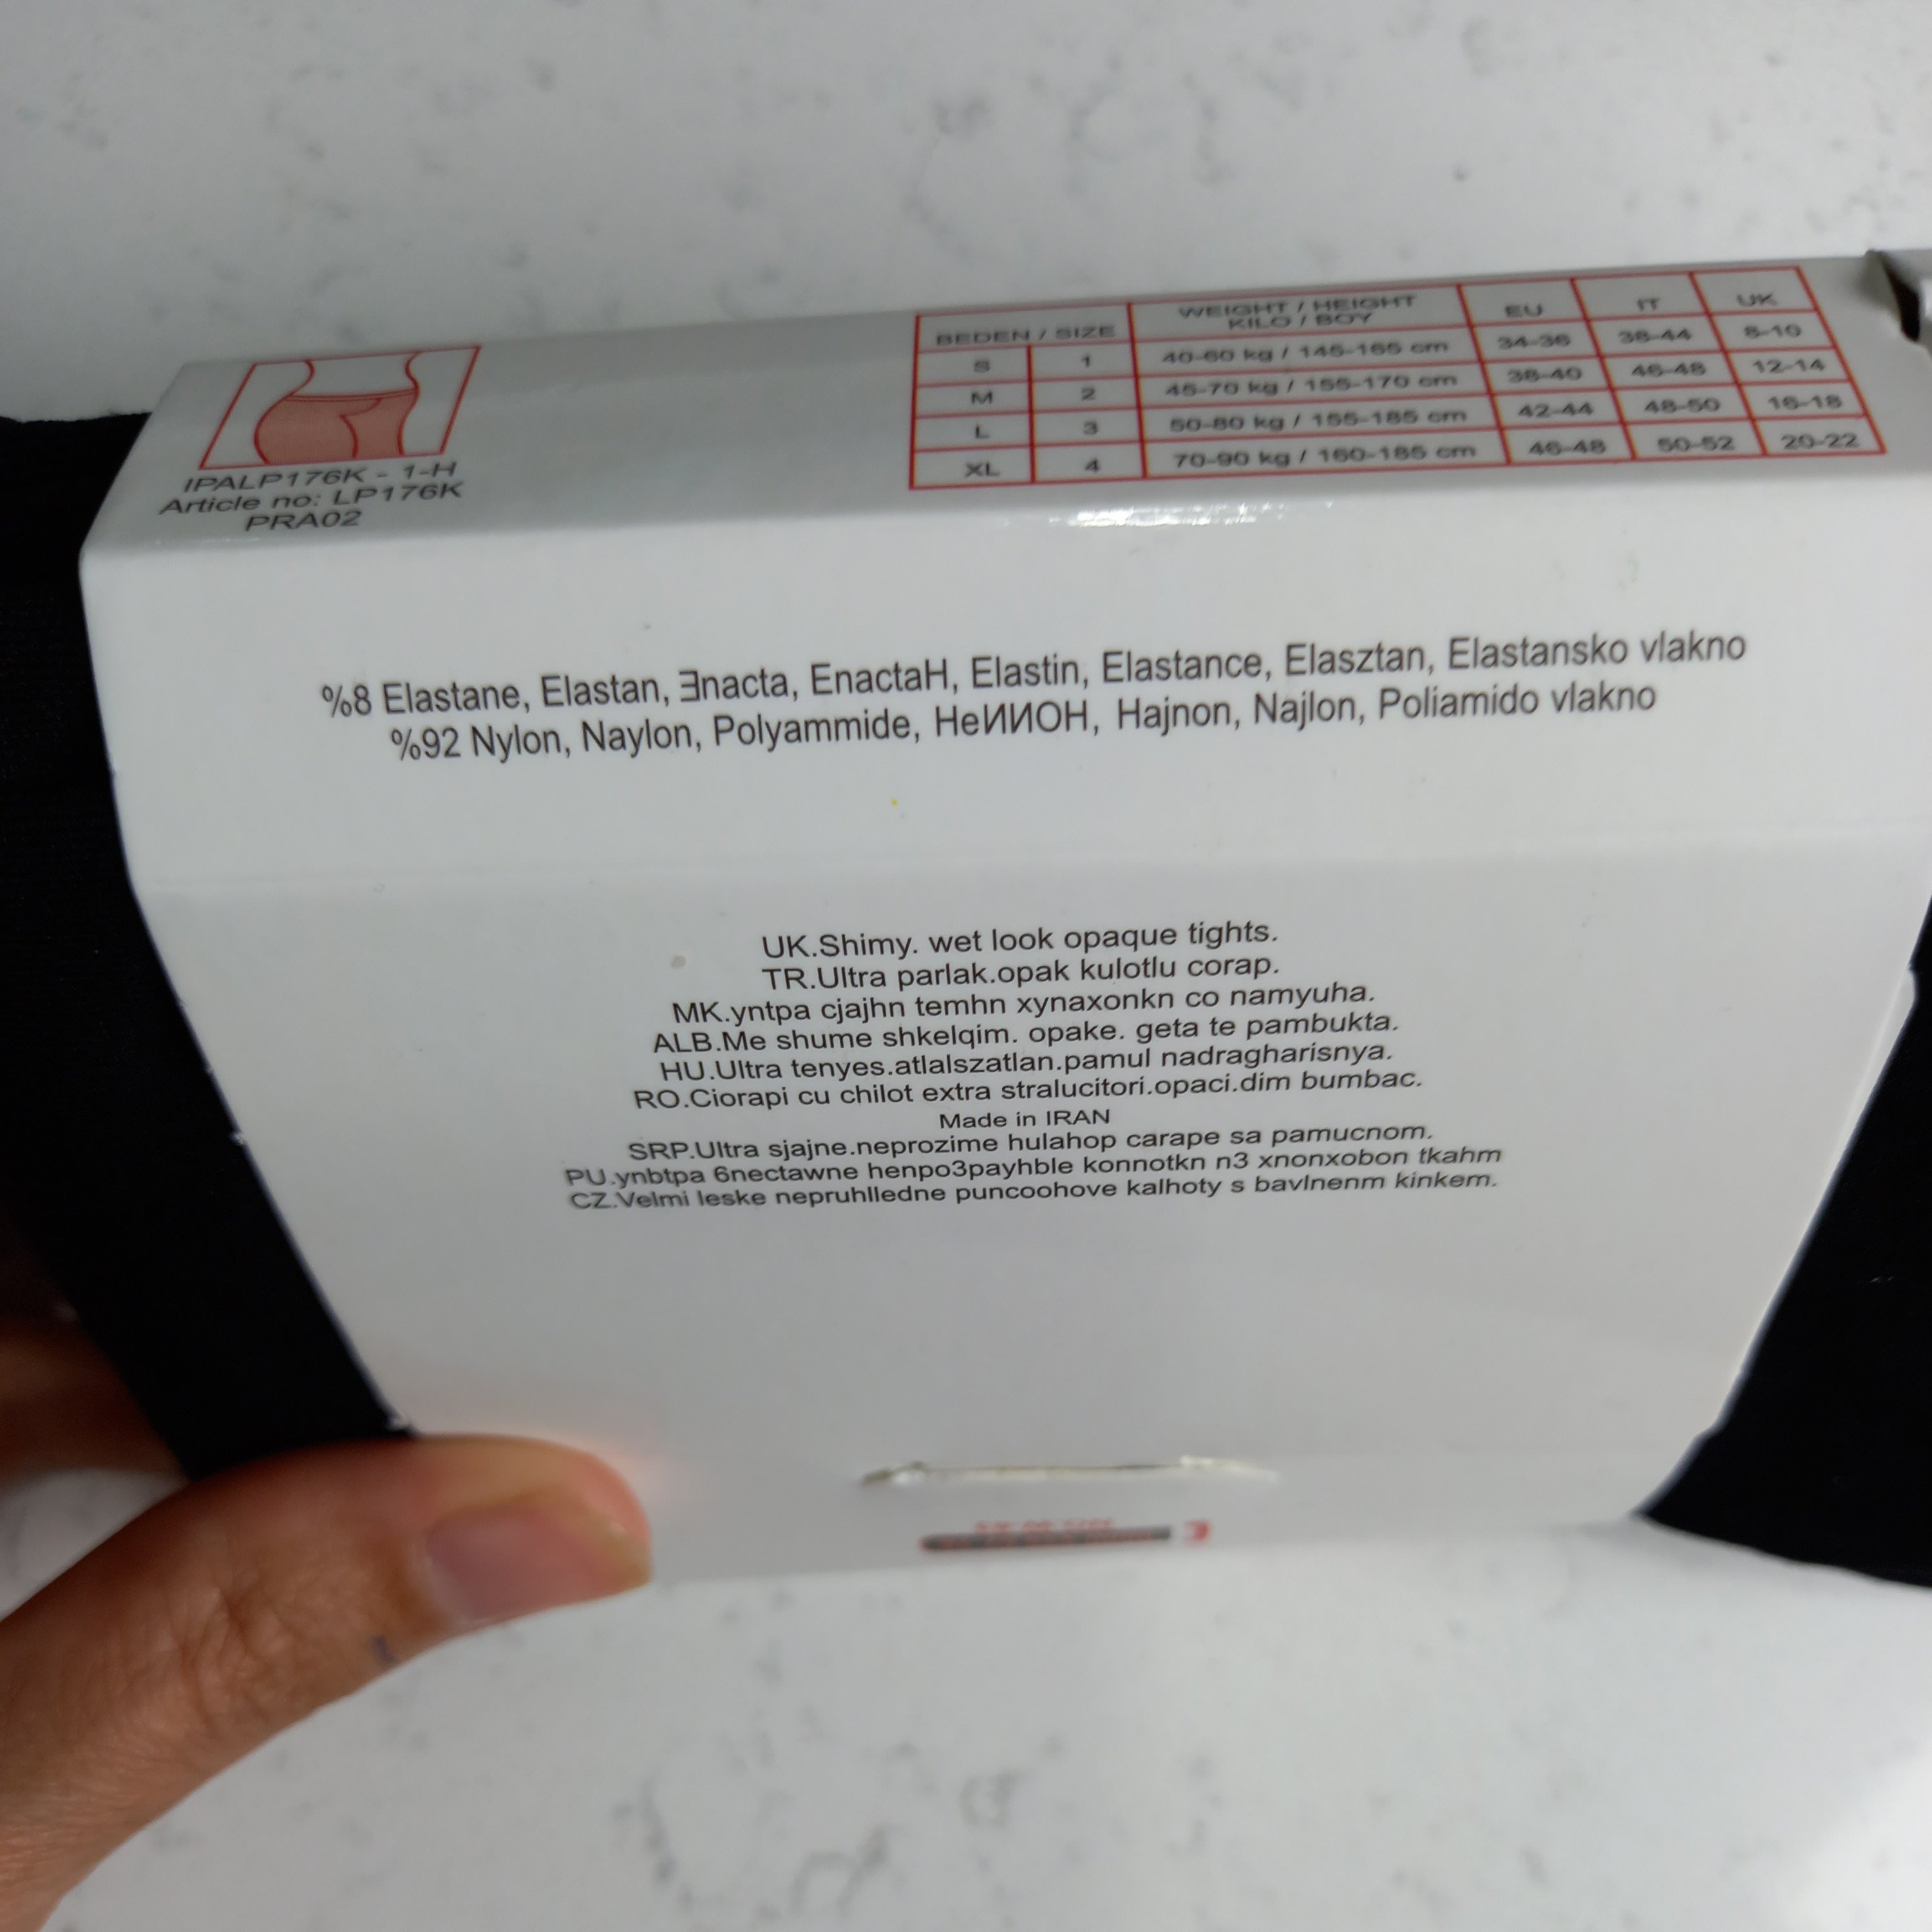 BEDEN / SIZE WEIGHT / HEIGHT KILO / BOY EU IT UK
S 1 40-60 kg / 145-165 cm 34-36 38-44 8-10
M 2 45-70 kg / 155-170 cm 38-40 46-48 12-14
L 3 50-80 kg / 155-185 cm 42-44 48-50 16-18
XL 4 70-90 kg / 160-185 cm 46-48 50-52 20-22
IPALP176K - 1-H
Article no: LP176K
PRA02
%8 Elastane, Elastan, Эnacta, EnactaH, Elastin, Elastance, Elasztan, Elastansko vlakno
%92 Nylon, Naylon, Polyammide, HeИИOH, Hajnon, Najlon, Poliamido vlakno
UK.Shimy. wet look opaque tights.
TR.Ultra parlak.opak kulotlu corap.
MK.yntpa cjajhn temhn xynaxonkn co namyuha.
ALB.Me shume shkelqim. opake. geta te pambukta.
HU.Ultra tenyes.atlalszatlan.pamul nadragharisnya.
RO.Ciorapi cu chilot extra stralucitori.opaci.dim bumbac.
Made in IRAN
SRP.Ultra sjajne.neprozime hulahop carape sa pamucnom.
PU.ynbtpa 6nectawne henpo3payhble konnotkn n3 xnonxobon tkahm
CZ.Velmi leske nepruhlledne puncoohove kalhoty s bavlnenm kinkem.